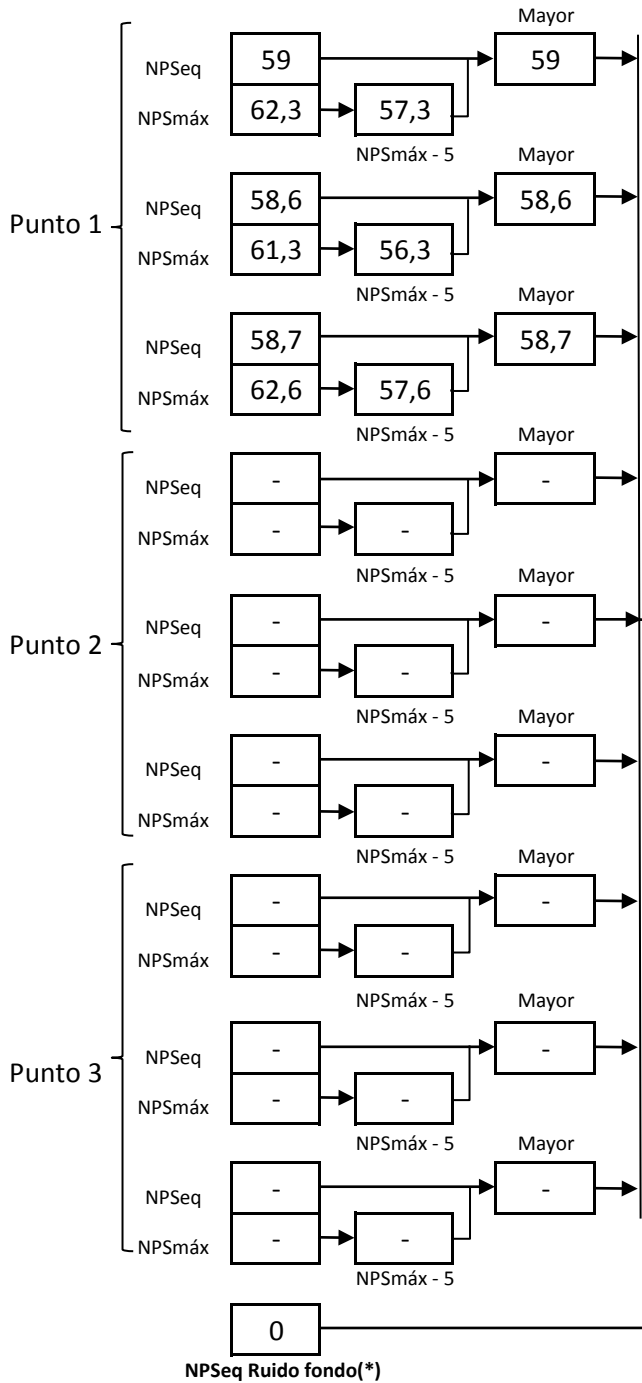 Mayor
NPSeq 59 59
NPSmáx 62,3 57,3
NPSmáx - 5 Mayor
NPSeq 58,6 58,6
Punto 1
NPSmáx 61,3 56,3
NPSmáx - 5 Mayor
NPSeq 58,7 58,7
NPSmáx 62,6 57,6
NPSmáx - 5 Mayor
NPSeq - -
NPSmáx - -
NPSmáx - 5 Mayor
NPSeq - -
Punto 2
NPSmáx - -
NPSmáx - 5 Mayor
NPSeq - -
NPSmáx - -
NPSmáx - 5 Mayor
NPSeq - -
NPSmáx - -
NPSmáx - 5 Mayor
NPSeq - -
Punto 3
NPSmáx - -
NPSmáx - 5 Mayor
NPSeq - -
NPSmáx - -
NPSmáx - 5
0
NPSeq Ruido fondo(*)